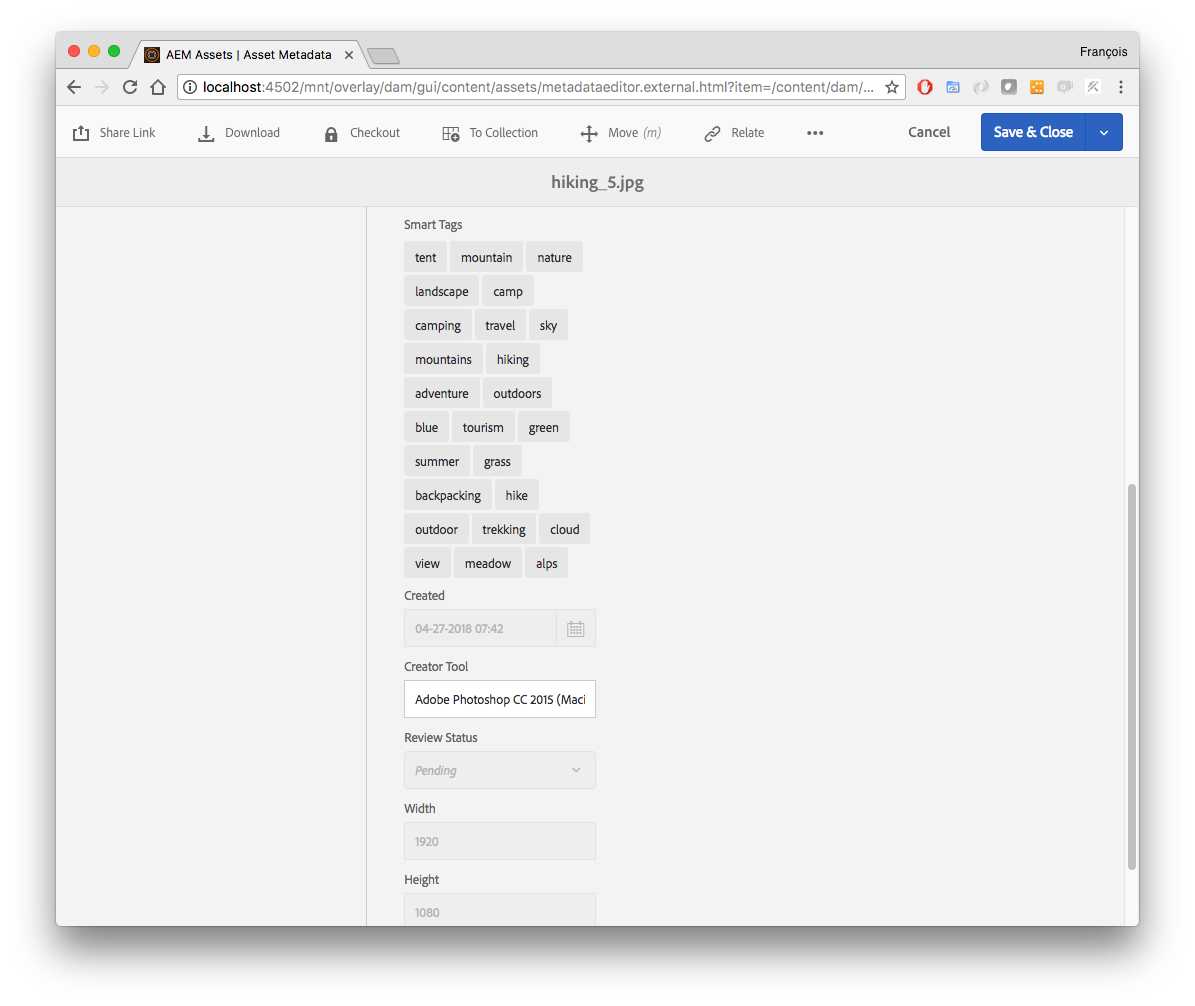 AEM Assets | Asset Metadata
François
localhost:4502/mnt/overlay/dam/gui/content/assets/metadataeditor.external.html?item=/content/dam/...
Share Link Download Checkout To Collection Move (m) Relate Cancel Save & Close
hiking_5.jpg
Smart Tags
tent mountain nature
landscape camp
camping travel sky
mountains hiking
adventure outdoors
blue tourism green
summer grass
backpacking hike
outdoor trekking cloud
view meadow alps
Created
04-27-2018 07:42
Creator Tool
Adobe Photoshop CC 2015 (Maci
Review Status
Pending
Width
1920
Height
1080